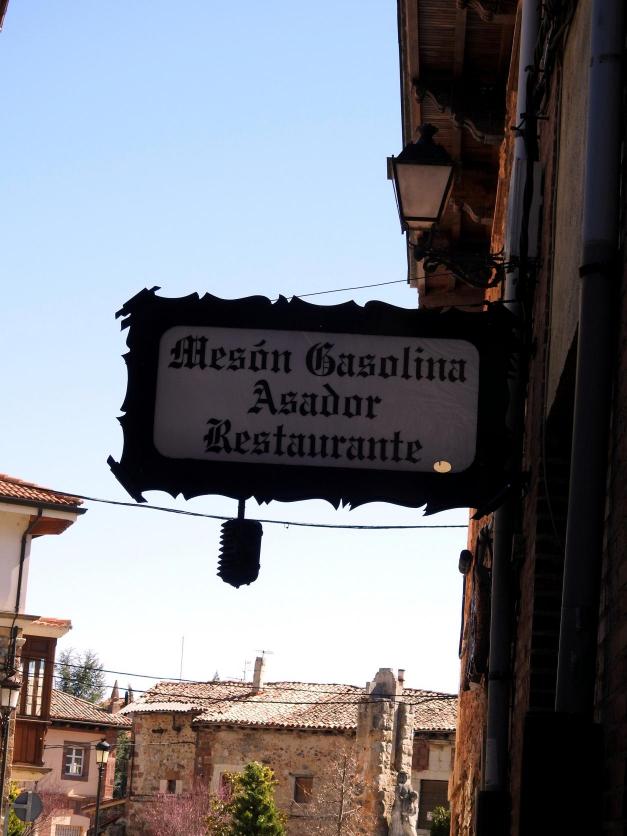 Mesón Gasolina
Asador
Restaurante